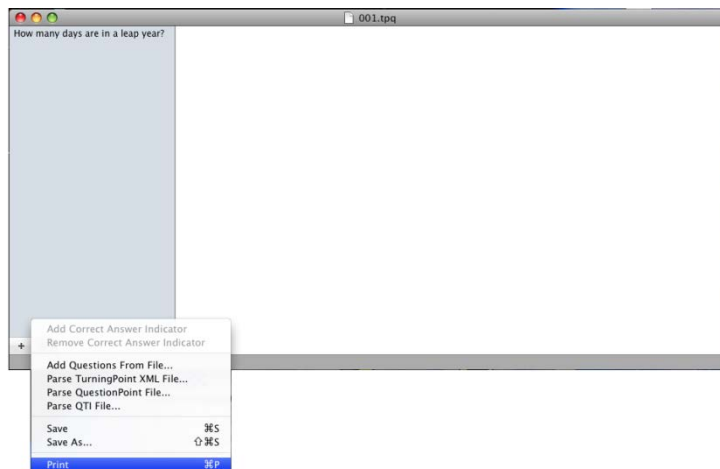 001.tpq
How many days are in a leap year?
+
Add Correct Answer Indicator
Remove Correct Answer Indicator
Add Questions From File...
Parse TurningPoint XML File...
Parse QuestionPoint File...
Parse QTI File...
Save ⌘S
Save As... ⇧⌘S
Print ⌘P